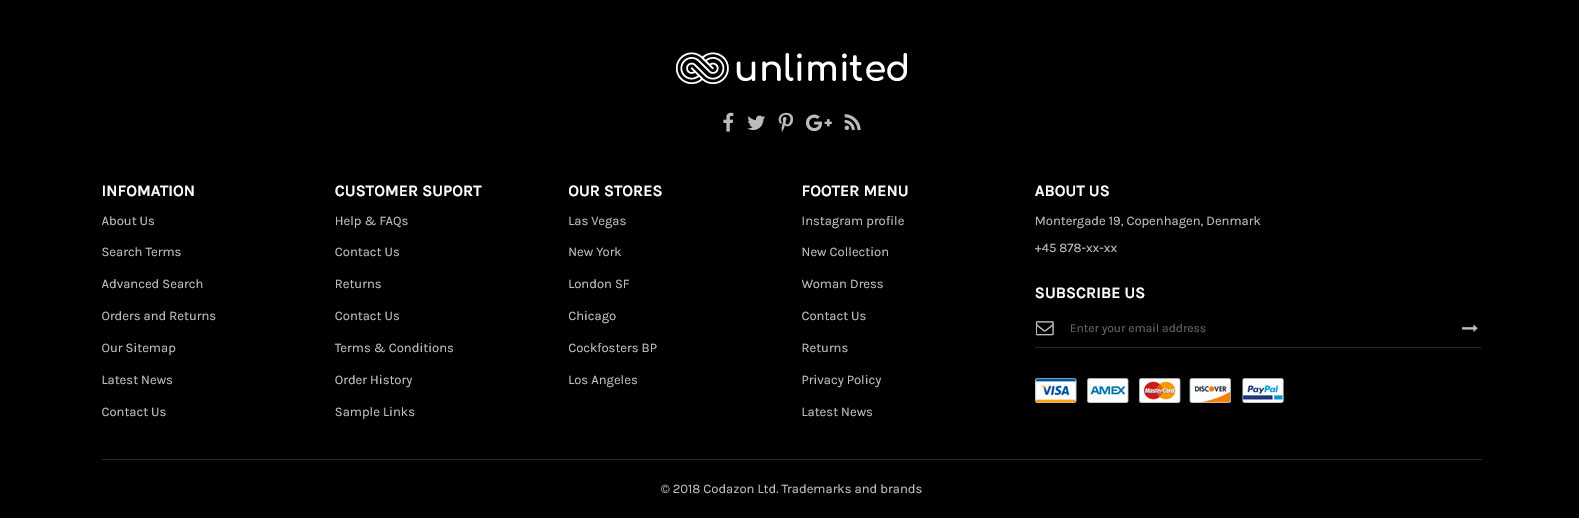 unlimited
INFOMATION
About Us
Search Terms
Advanced Search
Orders and Returns
Our Sitemap
Latest News
Contact Us
CUSTOMER SUPORT
Help & FAQs
Contact Us
Returns
Contact Us
Terms & Conditions
Order History
Sample Links
OUR STORES
Las Vegas
New York
London SF
Chicago
Cockfosters BP
Los Angeles
FOOTER MENU
Instagram profile
New Collection
Woman Dress
Contact Us
Returns
Privacy Policy
Latest News
ABOUT US
Montergade 19, Copenhagen, Denmark
+45 878-xx-xx
SUBSCRIBE US
Enter your email address
VISA AMEX MasterCard DISCOVER PayPal
© 2018 Codazon Ltd. Trademarks and brands